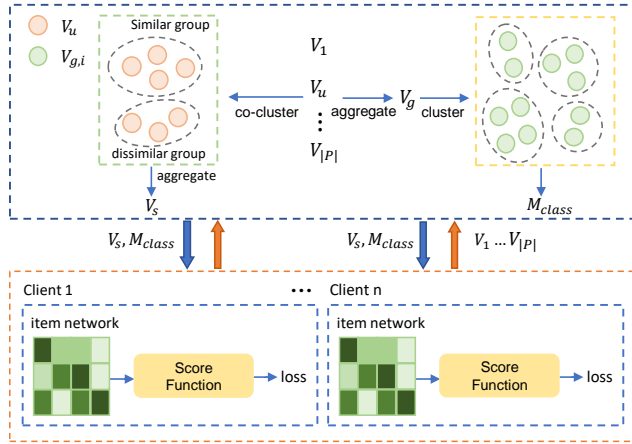 V_u
V_{g,i}
Similar group
dissimilar group
aggregate
V_s
V_1
V_u
⋮
V_{|P|}
co-cluster
aggregate
V_g
cluster
M_{class}
V_s, M_{class}
V_s, M_{class}
V_1 ... V_{|P|}
Client 1
...
Client n
item network
Score
Function
loss
item network
Score
Function
loss